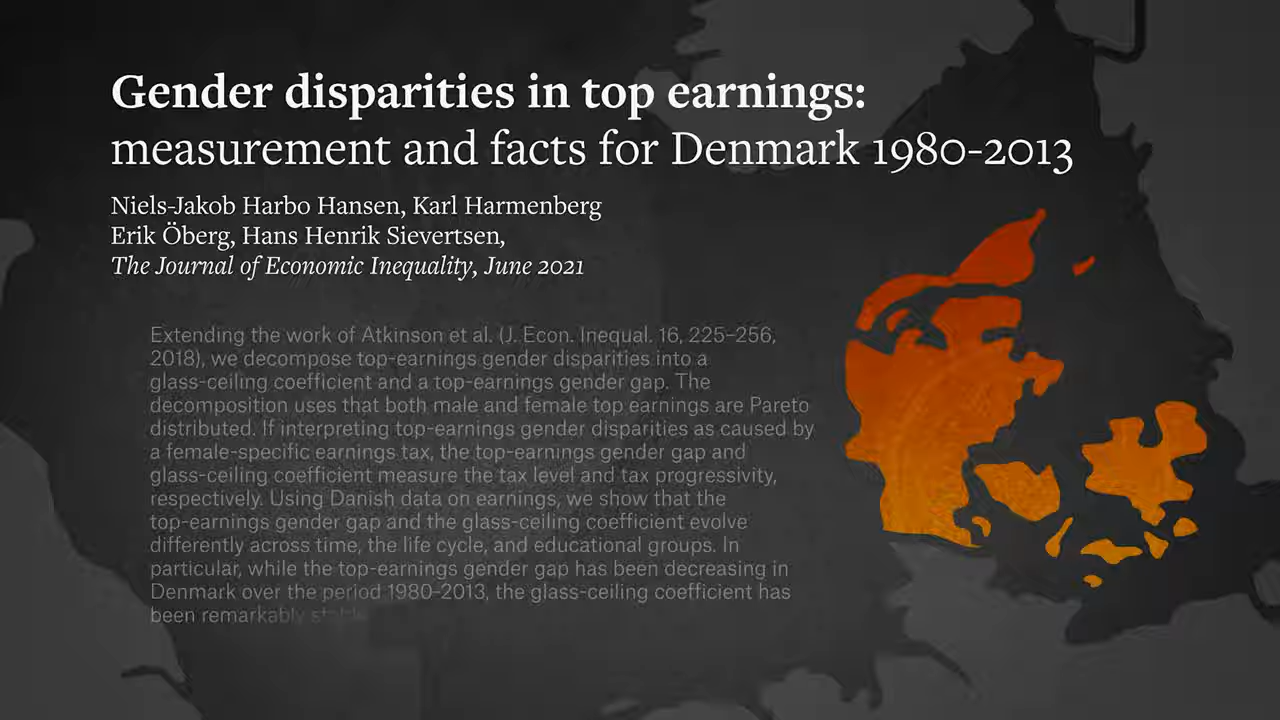 Gender disparities in top earnings:
measurement and facts for Denmark 1980-2013
Niels-Jakob Harbo Hansen, Karl Harmenberg
Erik Öberg, Hans Henrik Sievertsen,
The Journal of Economic Inequality, June 2021
Extending the work of Atkinson et al. (J. Econ. Inequal. 16, 225–256,
2018), we decompose top-earnings gender disparities into a
glass-ceiling coefficient and a top-earnings gender gap. The
decomposition uses that both male and female top earnings are Pareto
distributed. If interpreting top-earnings gender disparities as caused by
a female-specific earnings tax, the top-earnings gender gap and
glass-ceiling coefficient measure the tax level and tax progressivity,
respectively. Using Danish data on earnings, we show that the
top-earnings gender gap and the glass-ceiling coefficient evolve
differently across time, the life cycle, and educational groups. In
particular, while the top-earnings gender gap has been decreasing in
Denmark over the period 1980-2013, the glass-ceiling coefficient has
been remarkably stable